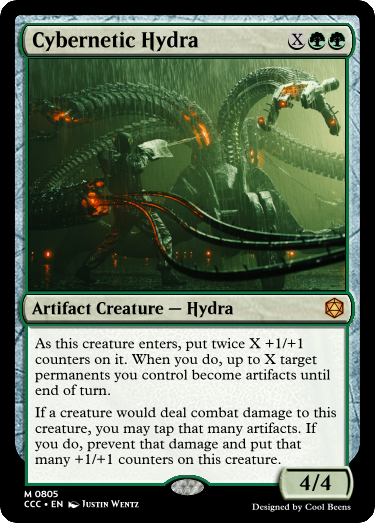 Cybernetic Hydra
X
Artifact Creature — Hydra
As this creature enters, put twice X +1/+1
counters on it. When you do, up to X target
permanents you control become artifacts until
end of turn.
If a creature would deal combat damage to this
creature, you may tap that many artifacts. If
you do, prevent that damage and put that
many +1/+1 counters on this creature.
4/4
M 0805
CCC • EN Justin Wentz
Designed by Cool Beens